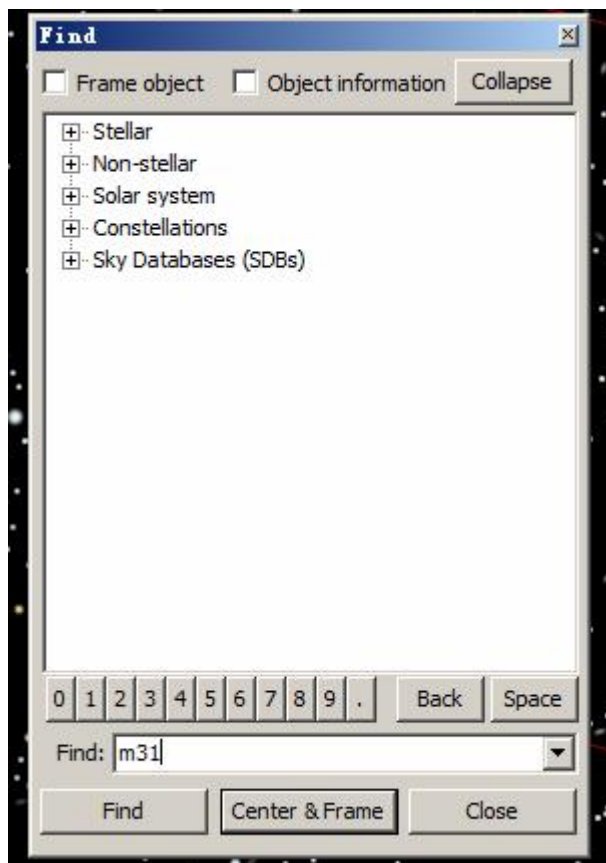 Find
Frame object Object information Collapse
Stellar
Non-stellar
Solar system
Constellations
Sky Databases (SDBs)
0 1 2 3 4 5 6 7 8 9 . Back Space
Find: m31
Find Center & Frame Close